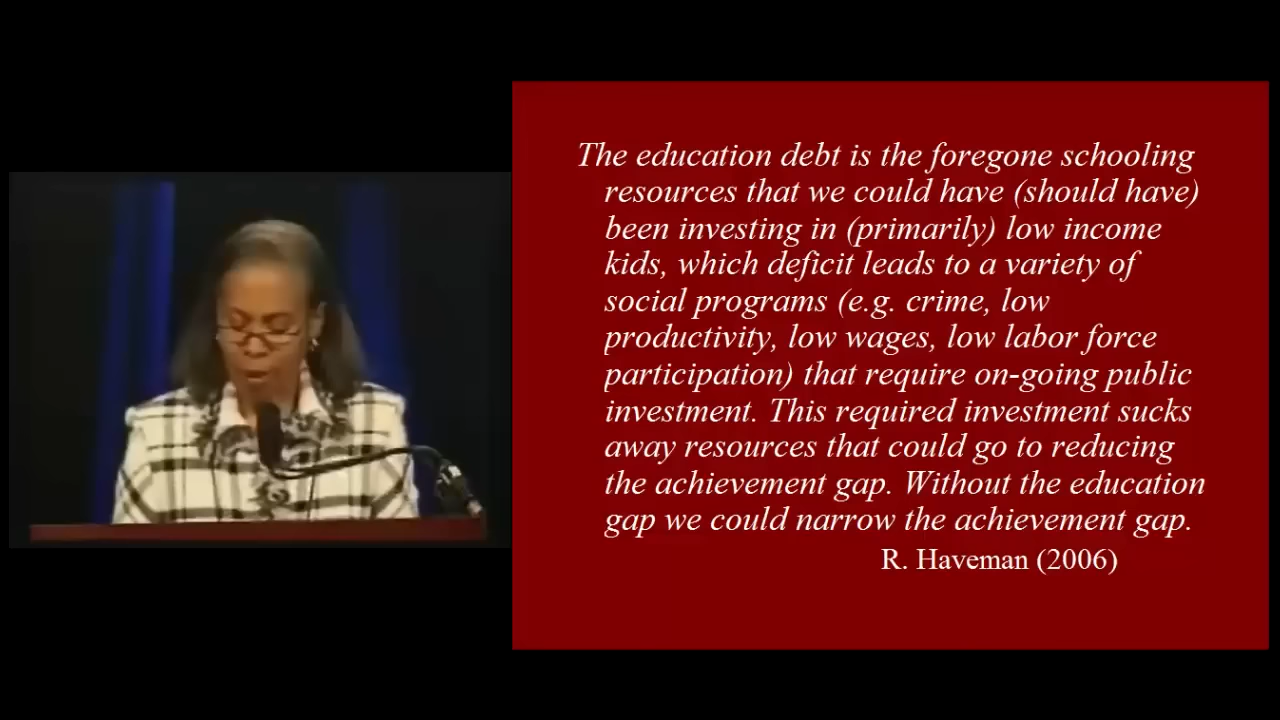 The education debt is the foregone schooling
resources that we could have (should have)
been investing in (primarily) low income
kids, which deficit leads to a variety of
social programs (e.g. crime, low
productivity, low wages, low labor force
participation) that require on-going public
investment. This required investment sucks
away resources that could go to reducing
the achievement gap. Without the education
gap we could narrow the achievement gap.
R. Haveman (2006)